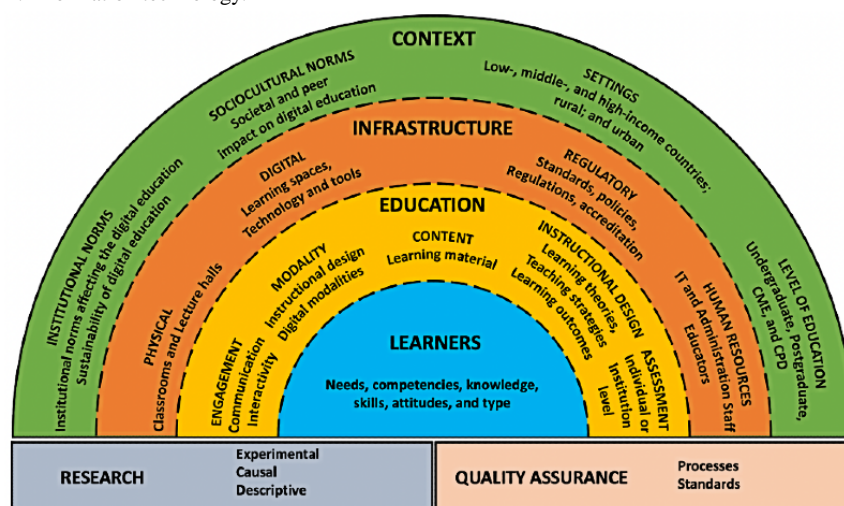 CONTEXT
INSTITUTIONAL NORMS
Institutional norms affecting the digital education
Sustainability of digital education
SOCIOCULTURAL NORMS
Societal and peer
impact on digital education
SETTINGS
Low-, middle-, and high-income countries;
rural; and urban
LEVEL OF EDUCATION
Undergraduate, Postgraduate,
CME, and CPD
INFRASTRUCTURE
PHYSICAL
Classrooms and Lecture halls
DIGITAL
Learning spaces,
Technology and tools
REGULATORY
Standards, policies,
Regulations, accreditation
HUMAN RESOURCES
IT and Administration Staff
Educators
EDUCATION
ENGAGEMENT
Communication
Interactivity
MODALITY
Instructional design
Digital modalities
CONTENT
Learning material
INSTRUCTIONAL DESIGN
Learning theories,
Teaching strategies
Learning outcomes
ASSESSMENT
Individual or
Institution
level
LEARNERS
Needs, competencies, knowledge,
skills, attitudes, and type
RESEARCH
Experimental
Causal
Descriptive
QUALITY ASSURANCE
Processes
Standards